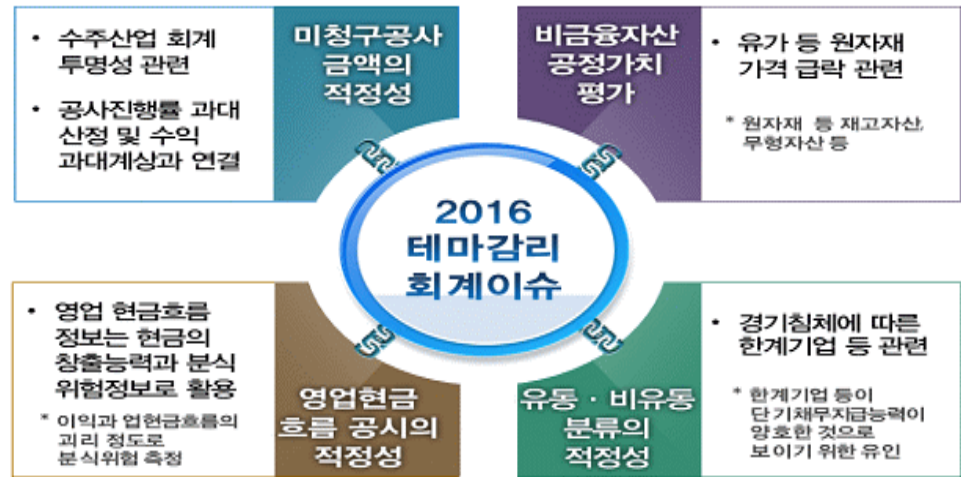 • 수주산업 회계
투명성 관련
• 공사진행률 과대
산정 및 수익
과대계상과 연결
미청구공사
금액의
적정성
비금융자산
공정가치
평가
• 유가 등 원자재
가격 급락 관련
* 원자재 등 재고자산,
무형자산 등
2016
테마감리
회계이슈
• 영업 현금흐름
정보는 현금의
창출능력과 분식
위험정보로 활용
* 이익과 업현금흐름의
괴리 정도로
분식위험 측정
영업현금
흐름 공시의
적정성
유동·비유동
분류의
적정성
• 경기침체에 따른
한계기업 등 관련
* 한계기업 등이
단기채무지급능력이
양호한 것으로
보이기 위한 유인